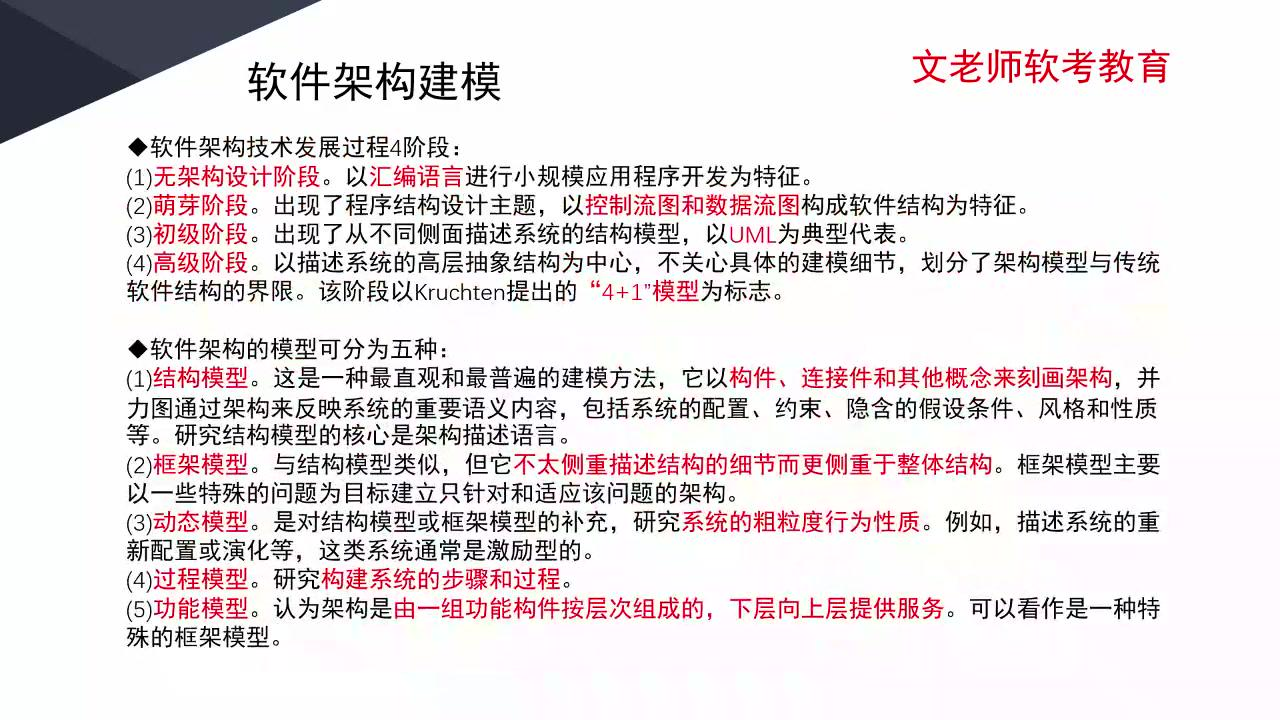 软件架构建模
文老师软考教育
◆软件架构技术发展过程4阶段：
(1)无架构设计阶段。以汇编语言进行小规模应用程序开发为特征。
(2)萌芽阶段。出现了程序结构设计主题，以控制流图和数据流图构成软件结构为特征。
(3)初级阶段。出现了从不同侧面描述系统的结构模型，以UML为典型代表。
(4)高级阶段。以描述系统的高层抽象结构为中心，不关心具体的建模细节，划分了架构模型与传统
软件结构的界限。该阶段以Kruchten提出的“4+1”模型为标志。
◆软件架构的模型可分为五种：
(1)结构模型。这是一种最直观和最普遍的建模方法，它以构件、连接件和其他概念来刻画架构，并
力图通过架构来反映系统的重要语义内容，包括系统的配置、约束、隐含的假设条件、风格和性质
等。研究结构模型的核心是架构描述语言。
(2)框架模型。与结构模型类似，但它不太侧重描述结构的细节而更侧重于整体结构。框架模型主要
以一些特殊的问题为目标建立只针对和适应该问题的架构。
(3)动态模型。是对结构模型或框架模型的补充，研究系统的粗粒度行为性质。例如，描述系统的重
新配置或演化等，这类系统通常是激励型的。
(4)过程模型。研究构建系统的步骤和过程。
(5)功能模型。认为架构是由一组功能构件按层次组成的，下层向上层提供服务。可以看作是一种特
殊的框架模型。